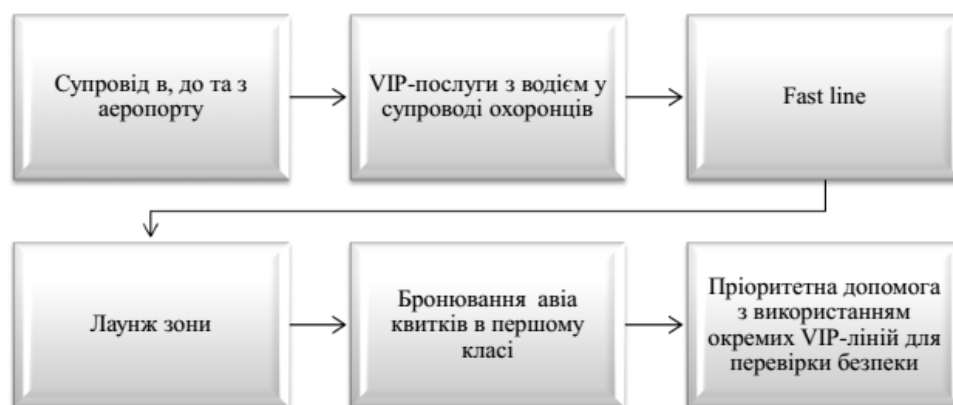 Супровід в, до та з
аеропорту
VIP-послуги з водієм у
супроводі охоронців
Fast line
Лаунж зони
Бронювання авіа
квитків в першому
класі
Пріоритетна допомога
з використанням
окремих VIP-ліній для
перевірки безпеки